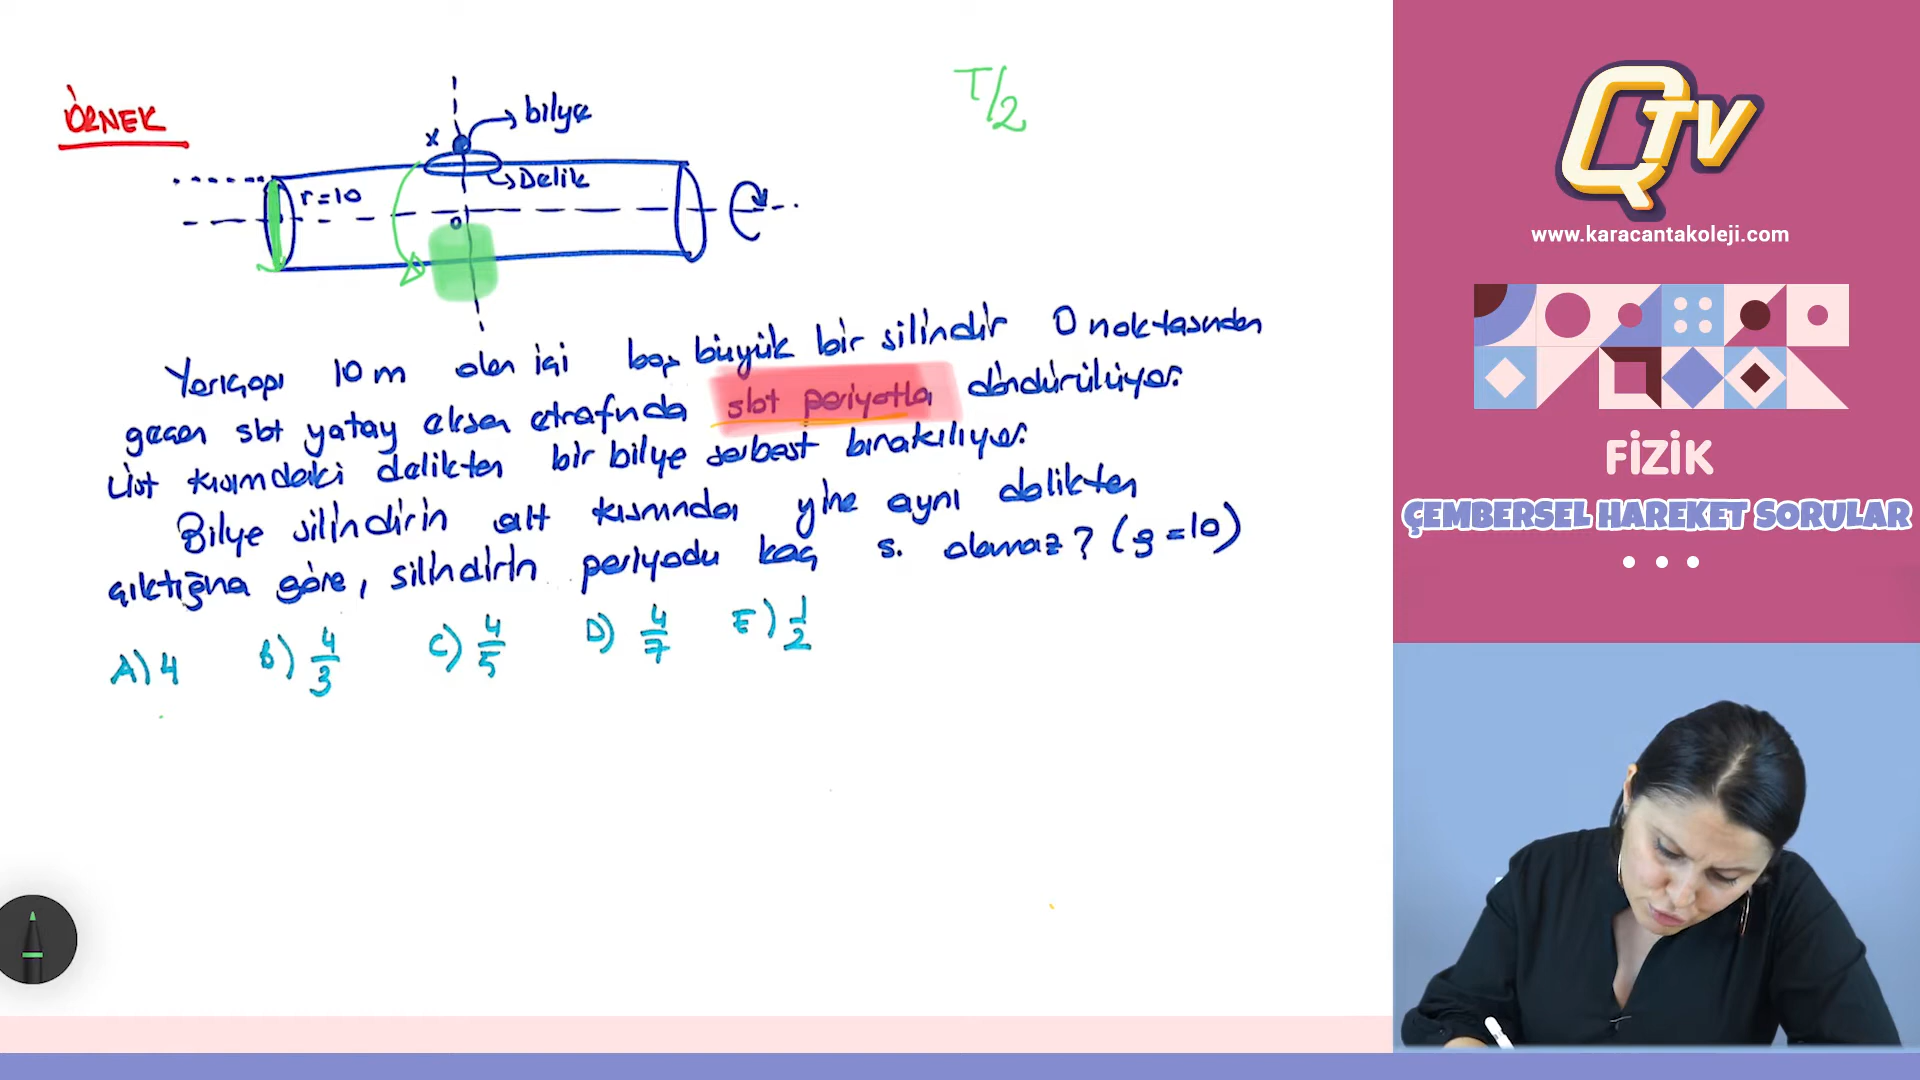 ÖRNEK
x
bilye
Delik
r=10
O
T/2
Yarıçapı 10 m olan içi boş büyük bir silindir O noktasından
geçen sbt yatay eksen etrafında sbt periyotla döndürülüyor.
Üst kısımdaki delikten bir bilye serbest bırakılıyor.
Bilye silindirin alt kısmından yine aynı delikten
çıktığına göre, silindirin periyodu kaç s. olamaz? (g=10)
A) 4 B) 4/3 C) 4/5 D) 4/7 E) 1/2
QTV
www.karacantakoleji.com
FİZİK
ÇEMBERSEL HAREKET SORULAR